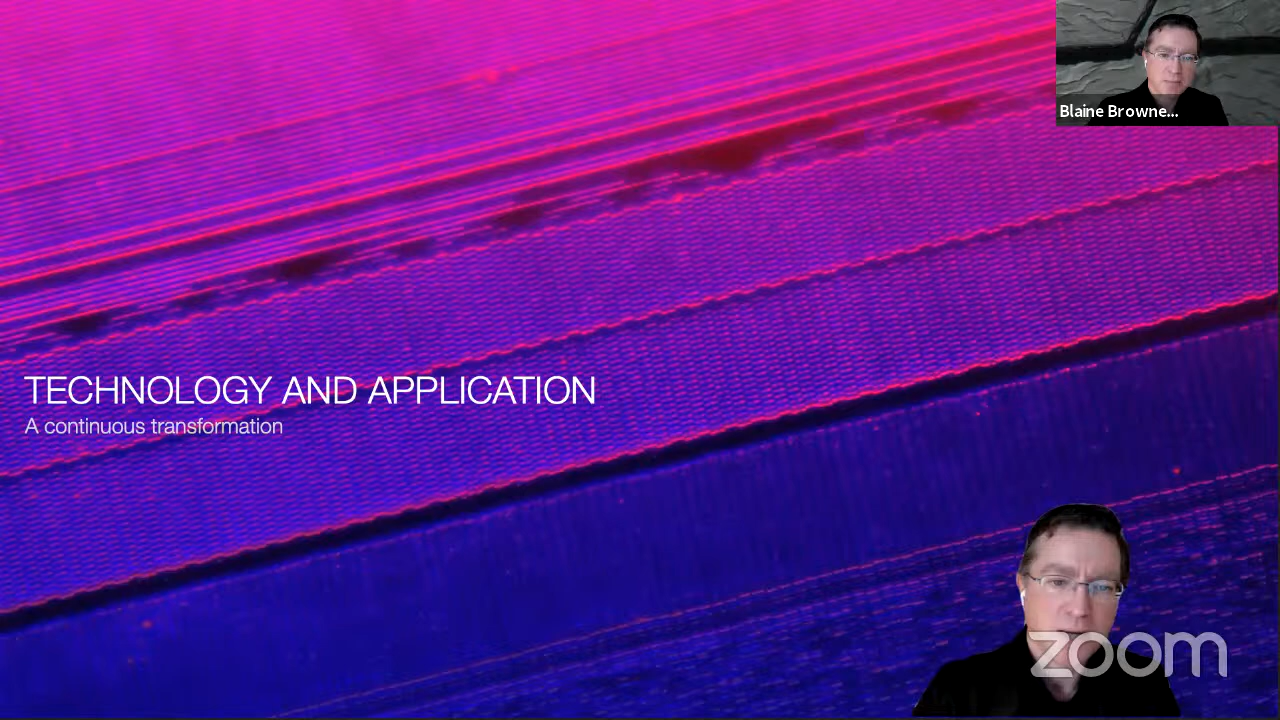 Blaine Browne...
TECHNOLOGY AND APPLICATION
A continuous transformation
zoom